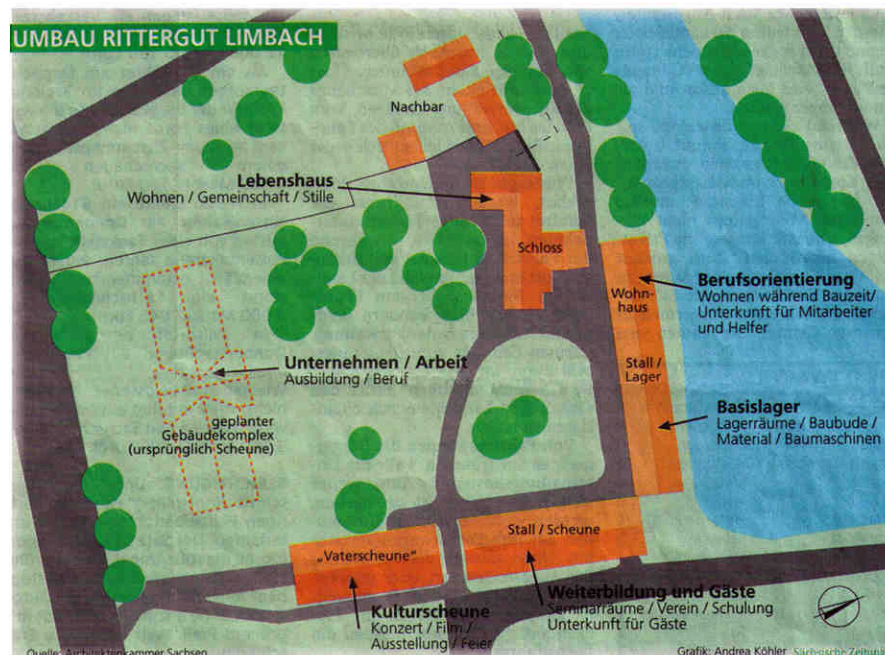 UMBAU RITTERGUT LIMBACH
Nachbar
Lebenshaus
Wohnen / Gemeinschaft / Stille
Schloss
Wohn-
haus
Berufsorientierung
Wohnen während Bauzeit/
Unterkunft für Mitarbeiter
und Helfer
Unternehmen / Arbeit
Ausbildung / Beruf
Stall /
Lager
geplanter
Gebäudekomplex
(ursprünglich Scheune)
Basislager
Lagerräume / Baubude /
Material / Baumaschinen
„Vaterscheune“
Stall / Scheune
Kulturscheune
Konzert / Film /
Ausstellung / Feier
Weiterbildung und Gäste
Seminarräume / Verein / Schulung
Unterkunft für Gäste
Quelle: Architektenkammer Sachsen
Grafik: Andrea Köhler Sächsische Zeitung